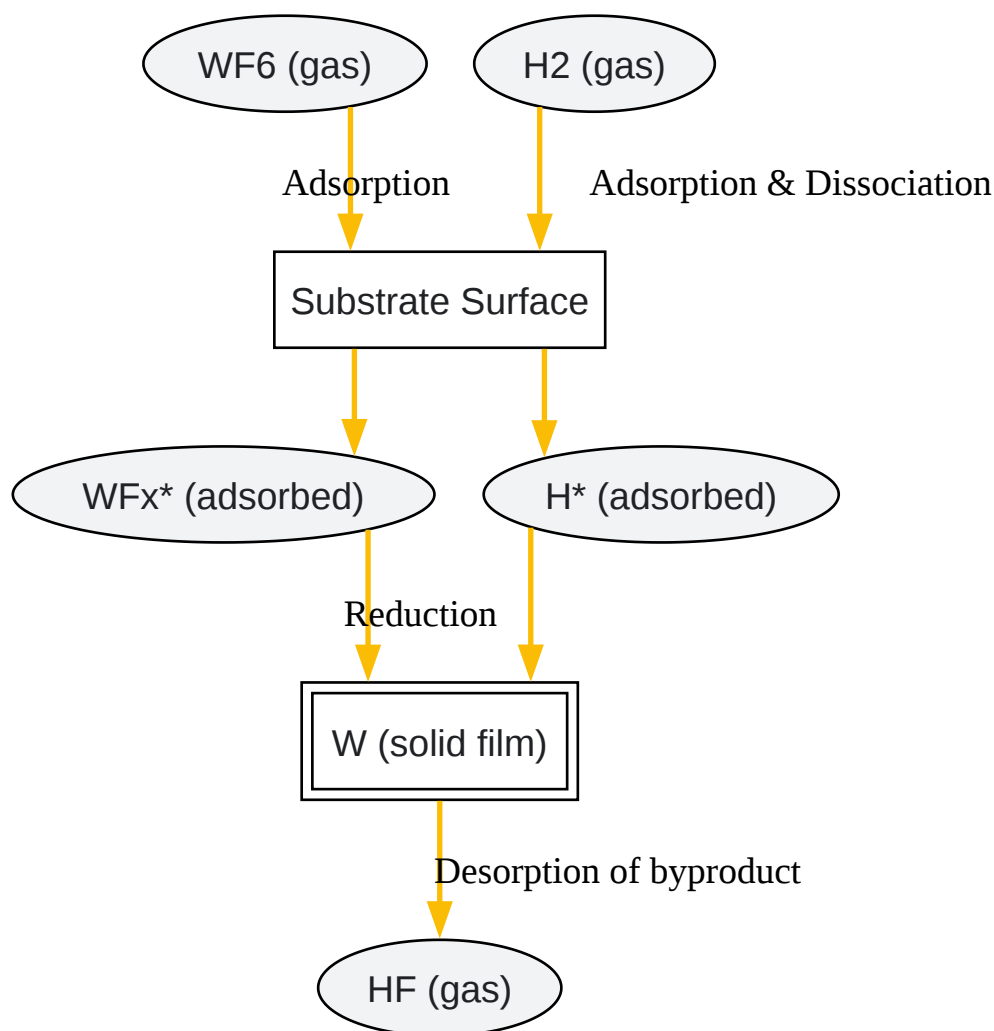 WF6 (gas)
H2 (gas)
Adsorption
Adsorption & Dissociation
Substrate Surface
WFx* (adsorbed)
H* (adsorbed)
Reduction
W (solid film)
Desorption of byproduct
HF (gas)